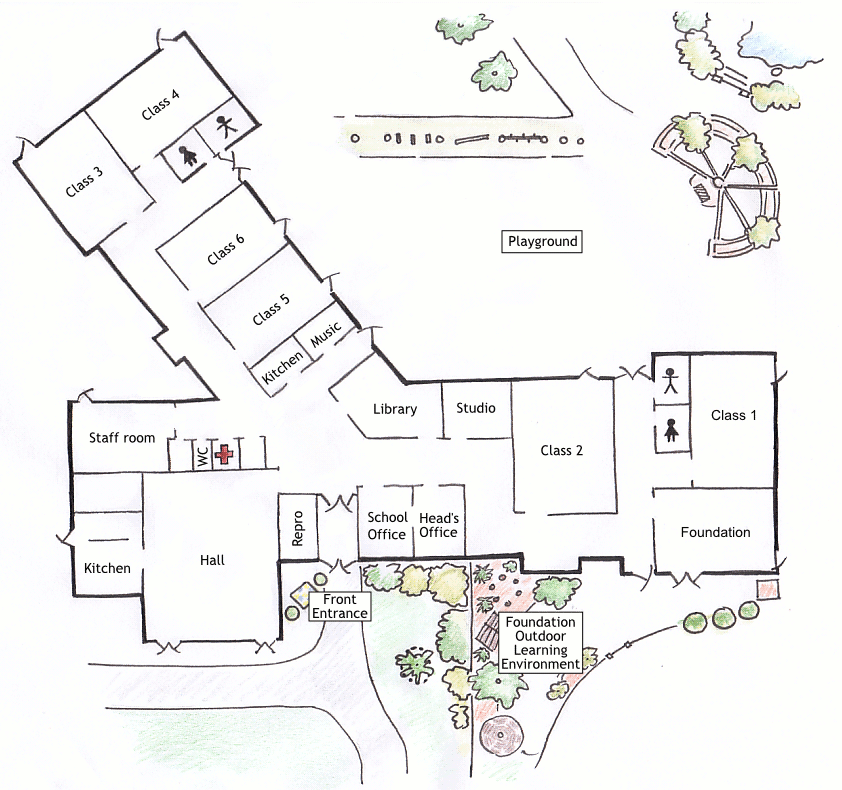 Class 4
Class 3
Class 6
Playground
Class 5
Music
Kitchen
Library
Studio
Class 1
Staff room
WC
Class 2
School
Office
Head's
Office
Repro
Foundation
Hall
Kitchen
Front
Entrance
Foundation
Outdoor
Learning
Environment